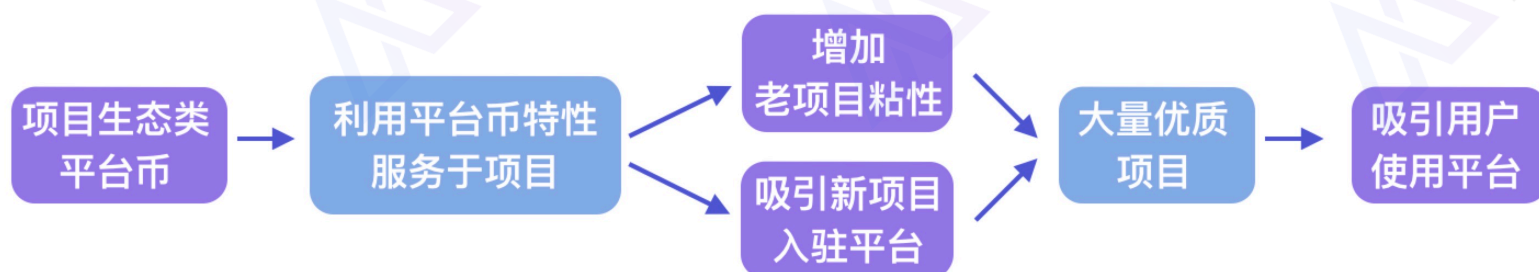 项目生态类
平台币
利用平台币特性
服务于项目
增加
老项目粘性
吸引新项目
入驻平台
大量优质
项目
吸引用户
使用平台